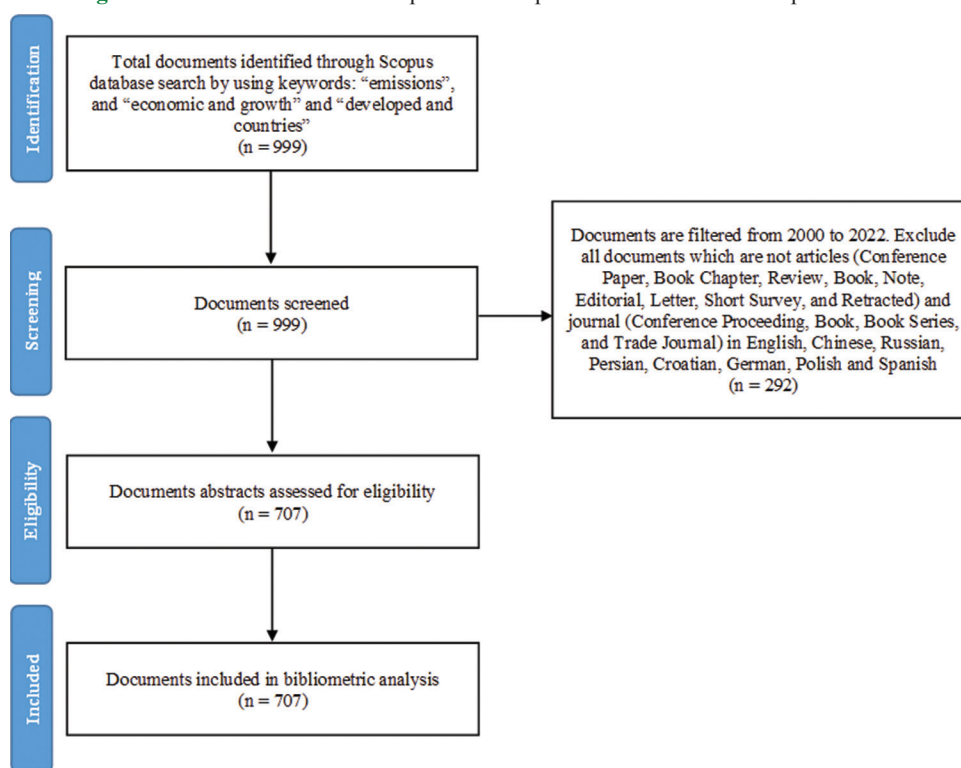 Identification
Total documents identified through Scopus
database search by using keywords: “emissions”,
and “economic and growth” and “developed and
countries”
(n = 999)
Screening
Documents screened
(n = 999)
Documents are filtered from 2000 to 2022. Exclude
all documents which are not articles (Conference
Paper, Book Chapter, Review, Book, Note,
Editorial, Letter, Short Survey, and Retracted) and
journal (Conference Proceeding, Book, Book Series,
and Trade Journal) in English, Chinese, Russian,
Persian, Croatian, German, Polish and Spanish
(n = 292)
Eligibility
Documents abstracts assessed for eligibility
(n = 707)
Included
Documents included in bibliometric analysis
(n = 707)